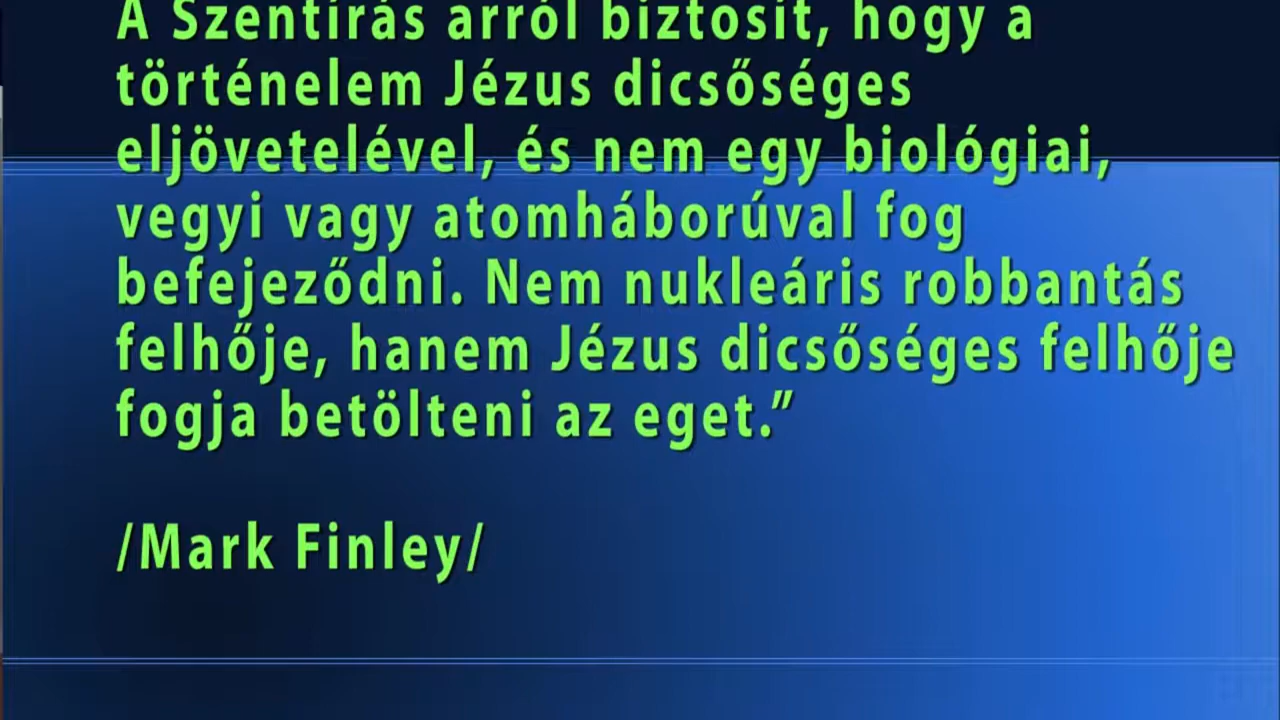 A Szentírás arról biztosít, hogy a
történelem Jézus dicsőséges
eljövetelével, és nem egy biológiai,
vegyi vagy atomháborúval fog
befejeződni. Nem nukleáris robbantás
felhője, hanem Jézus dicsőséges felhője
fogja betölteni az eget.”
/Mark Finley/